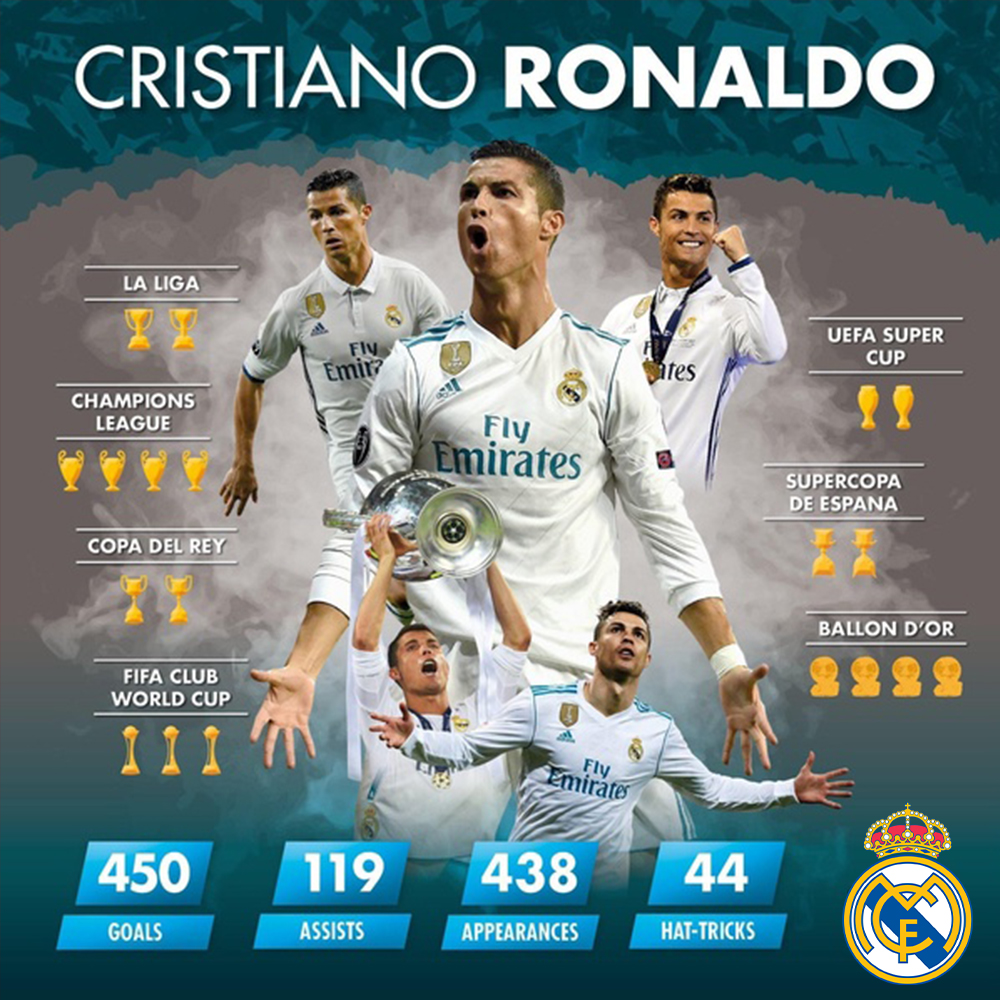 CRISTIANO RONALDO
LA LIGA
CHAMPIONS
LEAGUE
COPA DEL REY
FIFA CLUB
WORLD CUP
UEFA SUPER
CUP
SUPERCOPA
DE ESPANA
BALLON D'OR
Fly
Emirates
Fly
Emirates
Fly
Emirates
450
GOALS
119
ASSISTS
438
APPEARANCES
44
HAT-TRICKS